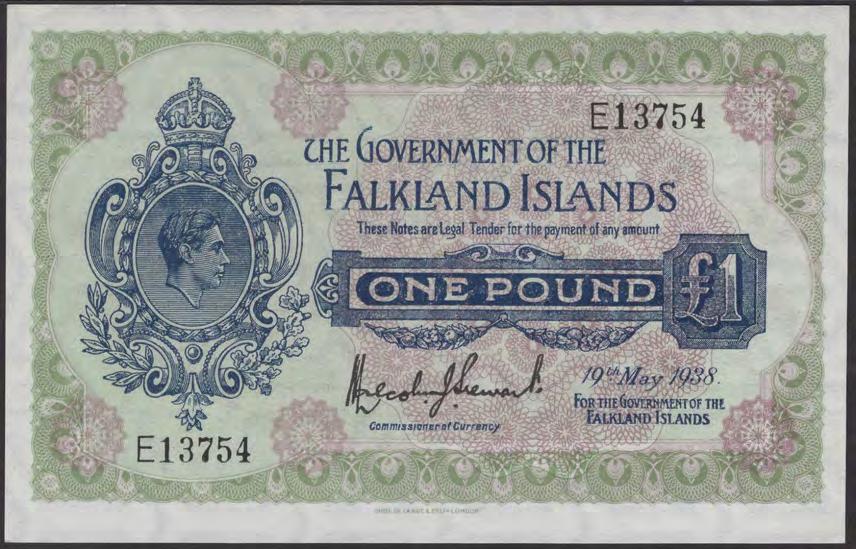 E13754
THE GOVERNMENT OF THE
FALKLAND ISLANDS
These Notes are Legal Tender for the payment of any amount
ONE POUND £1
19th May 1938.
Commissioner of Currency
FOR THE GOVERNMENT OF THE
FALKLAND ISLANDS
E13754